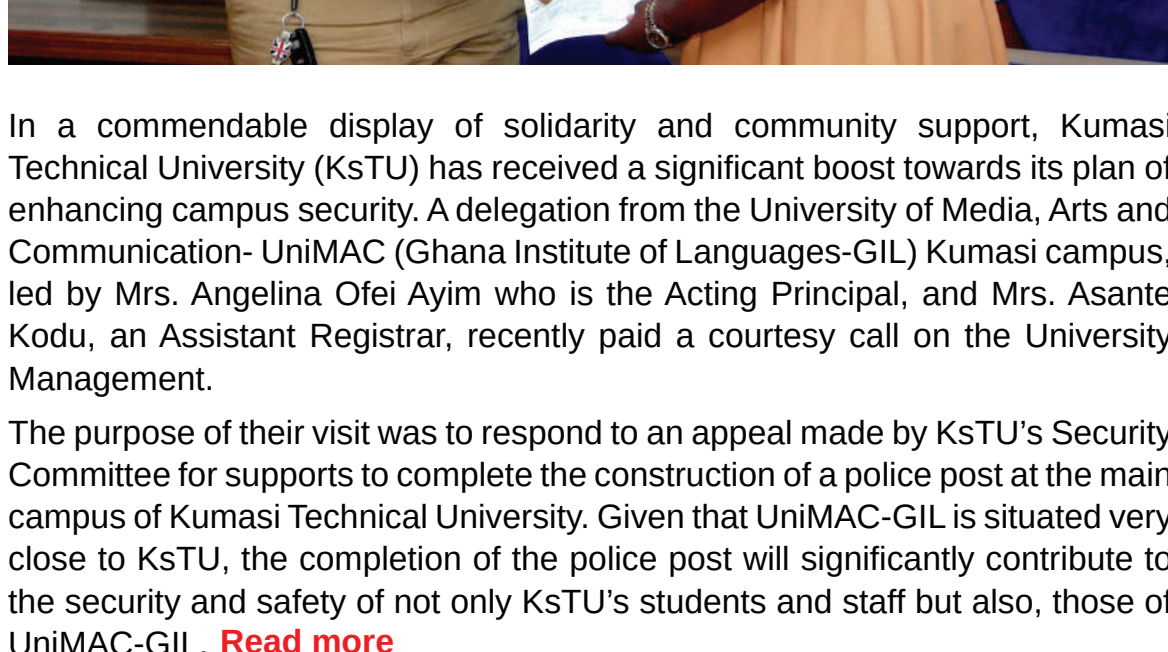 In a commendable display of solidarity and community support, Kumasi
Technical University (KsTU) has received a significant boost towards its plan of
enhancing campus security. A delegation from the University of Media, Arts and
Communication- UniMAC (Ghana Institute of Languages-GIL) Kumasi campus,
led by Mrs. Angelina Ofei Ayim who is the Acting Principal, and Mrs. Asante
Kodu, an Assistant Registrar, recently paid a courtesy call on the University
Management.
The purpose of their visit was to respond to an appeal made by KsTU’s Security
Committee for supports to complete the construction of a police post at the main
campus of Kumasi Technical University. Given that UniMAC-GIL is situated very
close to KsTU, the completion of the police post will significantly contribute to
the security and safety of not only KsTU’s students and staff but also, those of
UniMAC-GIL. Read more